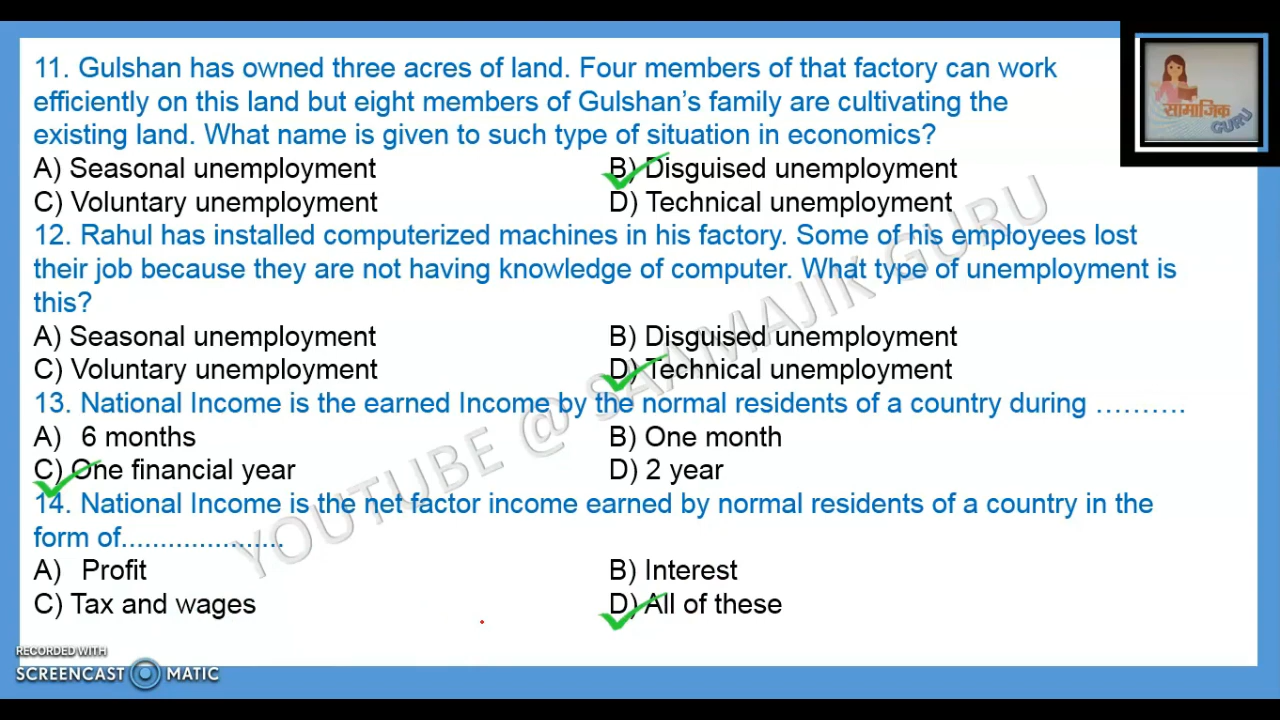 11. Gulshan has owned three acres of land. Four members of that factory can work
efficiently on this land but eight members of Gulshan's family are cultivating the
existing land. What name is given to such type of situation in economics?
A) Seasonal unemployment B) Disguised unemployment
C) Voluntary unemployment D) Technical unemployment
12. Rahul has installed computerized machines in his factory. Some of his employees lost
their job because they are not having knowledge of computer. What type of unemployment is
this?
A) Seasonal unemployment B) Disguised unemployment
C) Voluntary unemployment D) Technical unemployment
13. National Income is the earned Income by the normal residents of a country during ……….
A) 6 months B) One month
C) One financial year D) 2 year
14. National Income is the net factor income earned by normal residents of a country in the
form of.....................
A) Profit B) Interest
C) Tax and wages D) All of these
सामाजिक
GURU
YOUTUBE @ SAAMAJIK GURU
RECORDED WITH
SCREENCAST MATIC